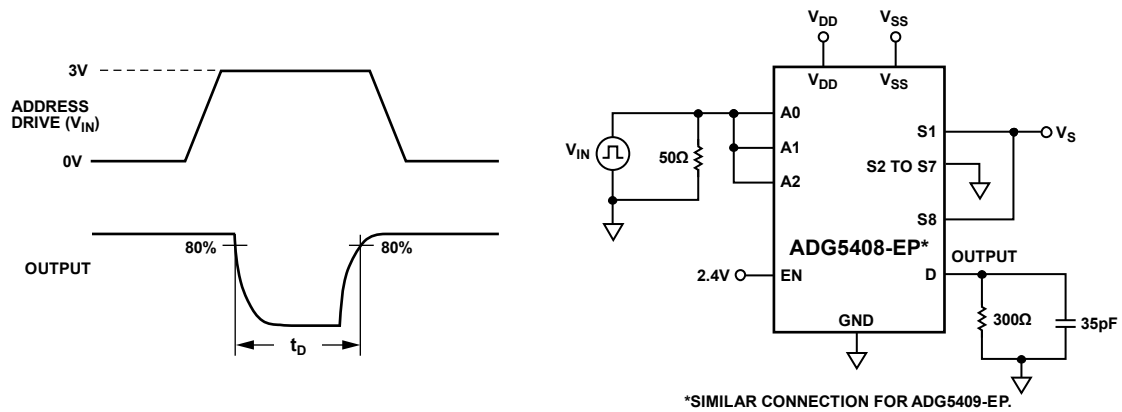 3V
ADDRESS
DRIVE (VIN)
0V
80%
80%
OUTPUT
tD
VDD
VSS
VDD
VSS
A0
A1
A2
VIN
50Ω
S1
VS
S2 TO S7
S8
ADG5408-EP*
OUTPUT
2.4V
EN
D
GND
300Ω
35pF
*SIMILAR CONNECTION FOR ADG5409-EP.